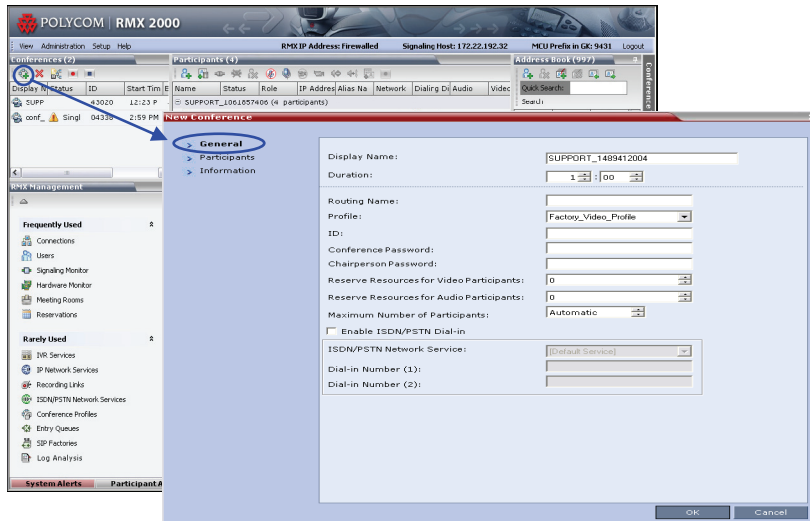 POLYCOM | RMX 2000
View Administration Setup Help RMX IP Address: Firewalled Signaling Host: 172.22.192.32 MCU Prefix in GK: 9431 Logout
Conferences (2)
Display N Status ID Start Tim E
SUPP 43020 12:23 P
conf_ Singl 04338 2:59 PM
Participants (4)
Name Status Role IP Addres Alias Na Network Dialing Di Audio Videc
SUPPORT_1061857406 (4 participants)
Address Book (997)
Quick Search:
Search
Conference
RMX Management
Frequently Used
Connections
Users
Signaling Monitor
Hardware Monitor
Meeting Rooms
Reservations
Rarely Used
IVR Services
IP Network Services
Recording Links
ISDN/PSTN Network Services
Conference Profiles
Entry Queues
SIP Factories
Log Analysis
System Alerts Participant A
New Conference
General
Participants
Information
Display Name: SUPPORT_1489412004
Duration: 1 : 00
Routing Name:
Profile: Factory_Video_Profile
ID:
Conference Password:
Chairperson Password:
Reserve Resources for Video Participants: 0
Reserve Resources for Audio Participants: 0
Maximum Number of Participants: Automatic
Enable ISDN/PSTN Dial-in
ISDN/PSTN Network Service: [Default Service]
Dial-in Number (1):
Dial-in Number (2):
OK Cancel